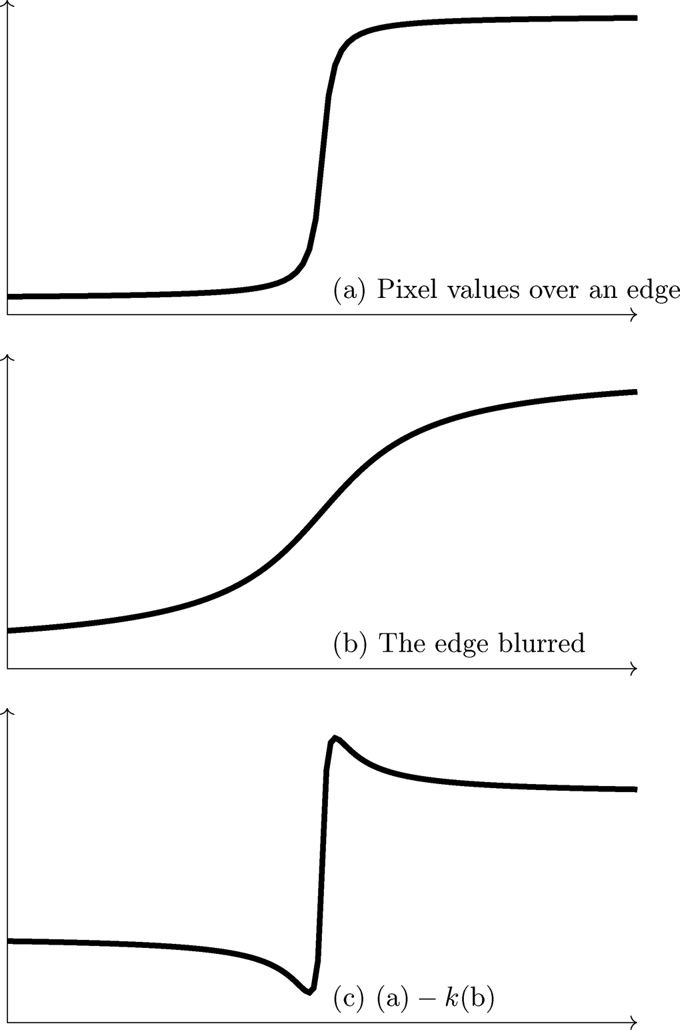 (a) Pixel values over an edge
(b) The edge blurred
(c) (a) − k(b)